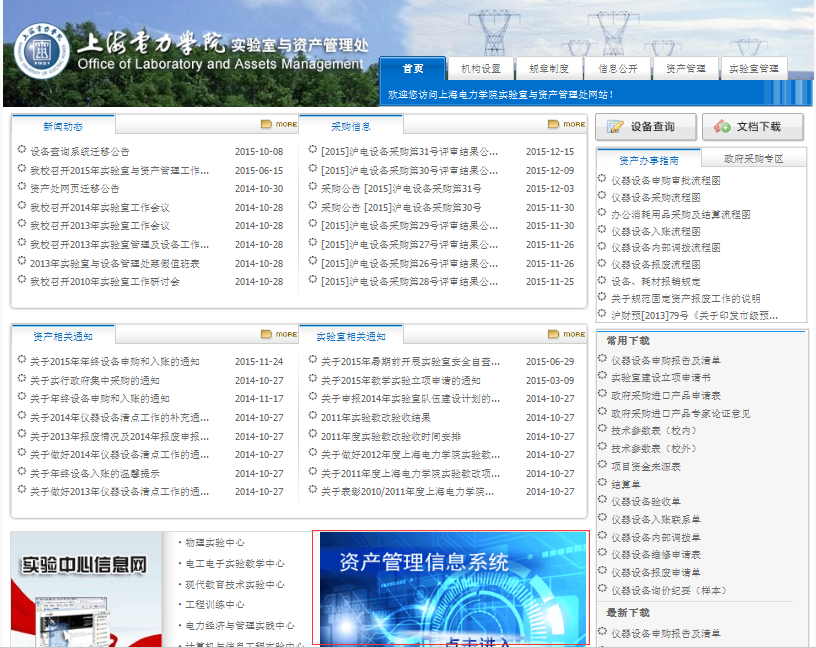 上海电力学院 实验室与资产管理处
Office of Laboratory and Assets Management
首页 机构设置 规章制度 信息公开 资产管理 实验室管理
欢迎您访问上海电力学院实验室与资产管理处网站!
新闻动态 MORE
设备查询系统迁移公告 2015-10-08
我校召开2015年实验室与资产管理工作... 2015-06-15
资产处网页迁移公告 2014-10-30
我校召开2014年实验室工作会议 2014-10-28
我校召开2013年实验室工作会议 2014-10-28
我校召开2013年实验室管理及设备工作... 2014-10-28
2013年实验室与设备管理处寒假值班表 2014-10-28
我校召开2010年实验室工作研讨会 2014-10-28
采购信息 MORE
[2015]沪电设备采购第31号评审结果公... 2015-12-15
[2015]沪电设备采购第30号评审结果公... 2015-12-09
采购公告 [2015]沪电设备采购第31号 2015-12-03
采购公告 [2015]沪电设备采购第30号 2015-11-30
[2015]沪电设备采购第29号评审结果公... 2015-11-30
[2015]沪电设备采购第27号评审结果公... 2015-11-26
[2015]沪电设备采购第26号评审结果公... 2015-11-26
[2015]沪电设备采购第28号评审结果公... 2015-11-25
设备查询 文档下载
资产办事指南 政府采购专区
仪器设备申购审批流程图
仪器设备采购流程图
办公消耗用品采购及结算流程图
仪器设备入账流程图
仪器设备内部调拨流程图
仪器设备报废流程图
设备、耗材报销规定
关于规范固定资产报废工作的说明
沪财预[2013]79号《关于印发市级预...
资产相关通知 MORE
关于2015年年终设备申购和入账的通知 2015-11-24
关于实行政府集中采购的通知 2014-10-27
关于年终设备申购和入账的通知 2014-11-17
关于2014年仪器设备清点工作的补充通... 2014-10-27
关于2013年报废情况及2014年报废申报... 2014-10-27
关于做好2014年仪器设备清点工作的通... 2014-10-27
关于年终设备入账的温馨提示 2014-10-27
关于做好2013年仪器设备清点工作的通... 2014-10-27
实验室相关通知 MORE
关于2015年暑期前开展实验室安全自查... 2015-06-29
关于2015年教学实验立项申请的通知 2015-03-09
关于申报2014年实验室队伍建设计划的... 2014-10-27
2011年实验教改验收结果 2014-10-27
2011年度实验教改验收时间安排 2014-10-27
关于做好2012年度上海电力学院实验教... 2014-10-27
关于2011年度上海电力学院实验教改项... 2014-10-27
关于表彰2010/2011年度上海电力学院... 2014-10-27
常用下载
仪器设备申购报告及清单
实验室建设立项申请书
政府采购进口产品申请表
政府采购进口产品专家论证意见
技术参数表（校内）
技术参数表（校外）
项目资金来源表
结算单
仪器设备验收单
仪器设备入账联系单
仪器设备内部调拨单
仪器设备维修申请表
仪器设备报废申请单
仪器设备询价纪要（样本）
最新下载
仪器设备申购报告及清单
实验中心信息网
物理实验中心
电工电子实验教学中心
现代教育技术实验中心
工程训练中心
电力经济与管理实践中心
计算机与信息工程实验中心
资产管理信息系统
点击进入